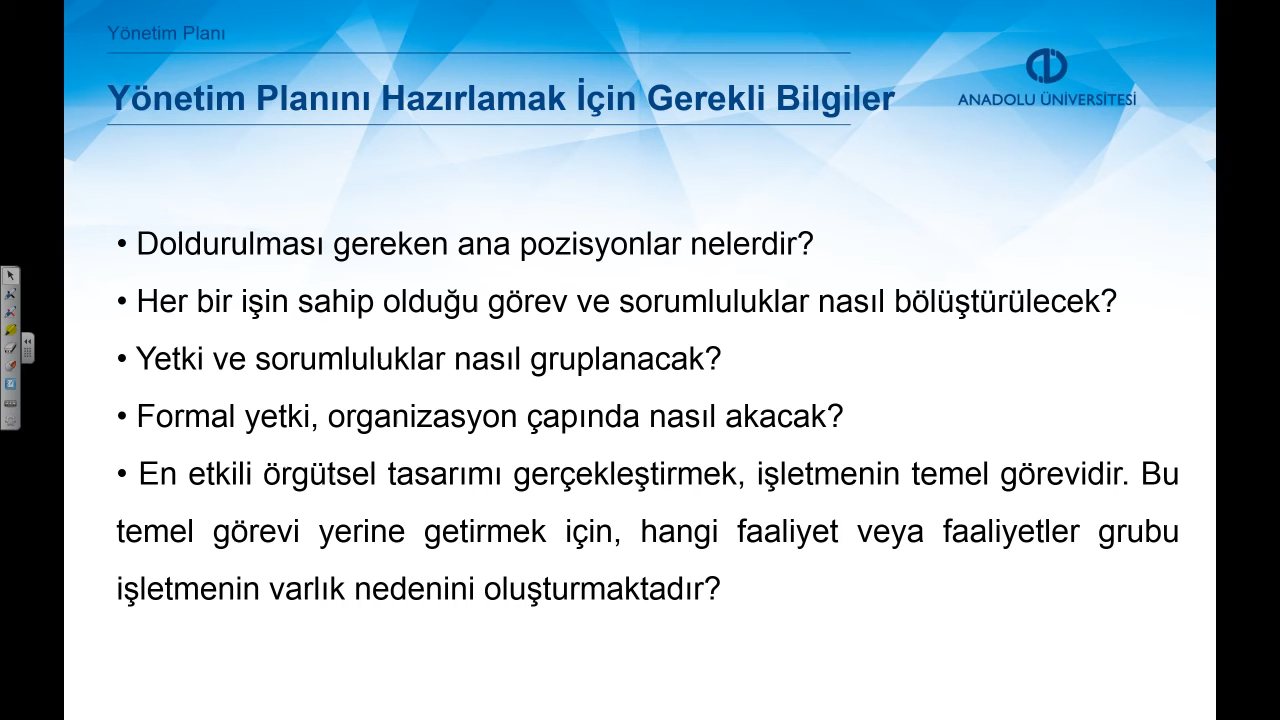 Yönetim Planı
Yönetim Planını Hazırlamak İçin Gerekli Bilgiler
ANADOLU ÜNİVERSİTESİ
• Doldurulması gereken ana pozisyonlar nelerdir?
• Her bir işin sahip olduğu görev ve sorumluluklar nasıl bölüştürülecek?
• Yetki ve sorumluluklar nasıl gruplanacak?
• Formal yetki, organizasyon çapında nasıl akacak?
• En etkili örgütsel tasarımı gerçekleştirmek, işletmenin temel görevidir. Bu
temel görevi yerine getirmek için, hangi faaliyet veya faaliyetler grubu
işletmenin varlık nedenini oluşturmaktadır?